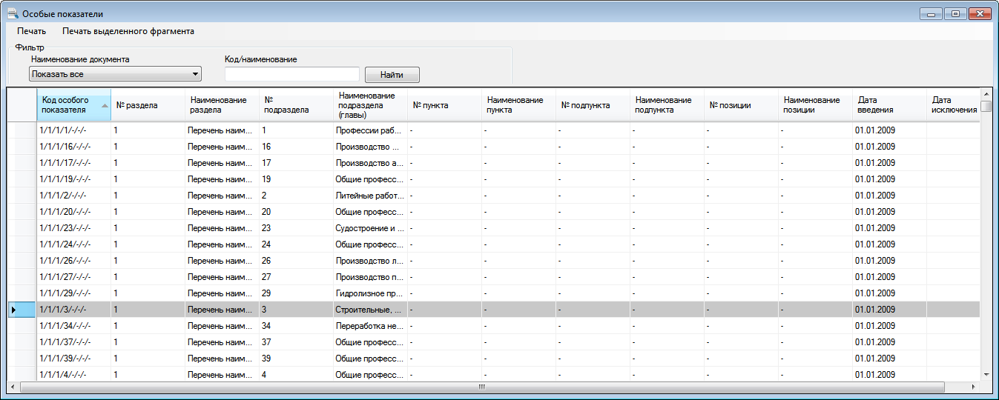 Особые показатели
Печать Печать выделенного фрагмента
Фильтр
Наименование документа Код/наименование
Показать все Найти
Код особого показателя № раздела Наименование раздела № подраздела Наименование подраздела (главы) № пункта Наименование пункта № подпункта Наименование подпункта № позиции Наименование позиции Дата введения Дата исключения
1/1/1/1/-/-/- 1 Перечень наим... 1 Профессии раб... - - - - - - 01.01.2009
1/1/1/16/-/-/- 1 Перечень наим... 16 Производство ... - - - - - - 01.01.2009
1/1/1/17/-/-/- 1 Перечень наим... 17 Производство а... - - - - - - 01.01.2009
1/1/1/19/-/-/- 1 Перечень наим... 19 Общие професс... - - - - - - 01.01.2009
1/1/1/2/-/-/- 1 Перечень наим... 2 Литейные работ... - - - - - - 01.01.2009
1/1/1/20/-/-/- 1 Перечень наим... 20 Общие професс... - - - - - - 01.01.2009
1/1/1/23/-/-/- 1 Перечень наим... 23 Судостроение и ... - - - - - - 01.01.2009
1/1/1/24/-/-/- 1 Перечень наим... 24 Общие професс... - - - - - - 01.01.2009
1/1/1/26/-/-/- 1 Перечень наим... 26 Производство л... - - - - - - 01.01.2009
1/1/1/27/-/-/- 1 Перечень наим... 27 Производство п... - - - - - - 01.01.2009
1/1/1/29/-/-/- 1 Перечень наим... 29 Гидролизное пр... - - - - - - 01.01.2009
1/1/1/3/-/-/- 1 Перечень наим... 3 Строительные, ... - - - - - - 01.01.2009
1/1/1/34/-/-/- 1 Перечень наим... 34 Переработка не... - - - - - - 01.01.2009
1/1/1/37/-/-/- 1 Перечень наим... 37 Общие професс... - - - - - - 01.01.2009
1/1/1/39/-/-/- 1 Перечень наим... 39 Общие професс... - - - - - - 01.01.2009
1/1/1/4/-/-/- 1 Перечень наим... 4 Общие професс... - - - - - - 01.01.2009